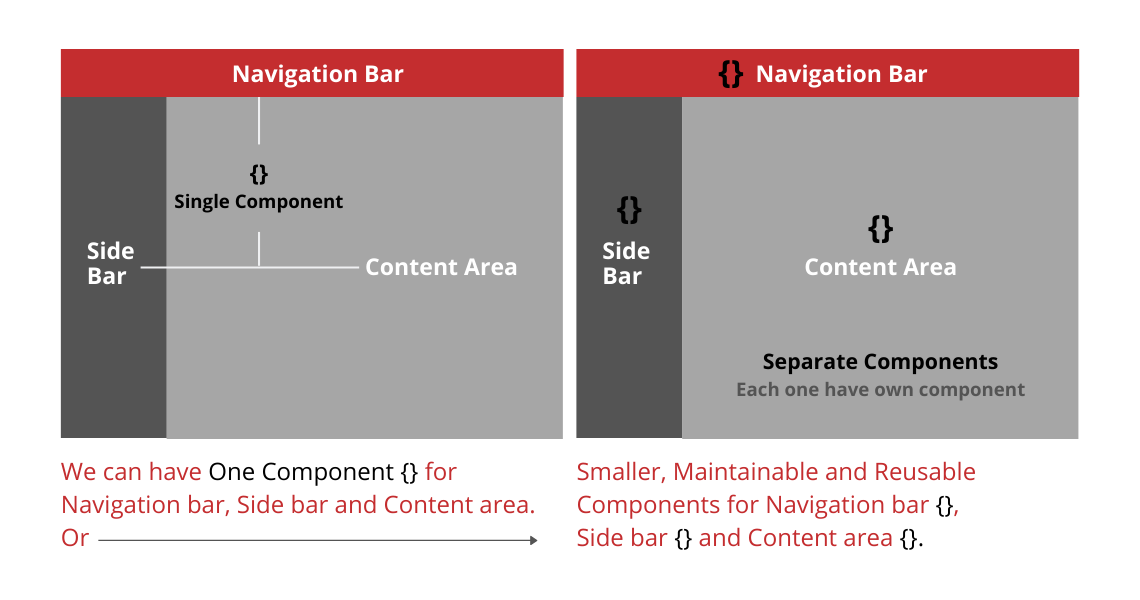 Navigation Bar
{}
Single Component
Side
Bar
Content Area
{} Navigation Bar
{}
Side
Bar
{}
Content Area
Separate Components
Each one have own component
We can have One Component {} for
Navigation bar, Side bar and Content area.
Or
Smaller, Maintainable and Reusable
Components for Navigation bar {},
Side bar {} and Content area {}.